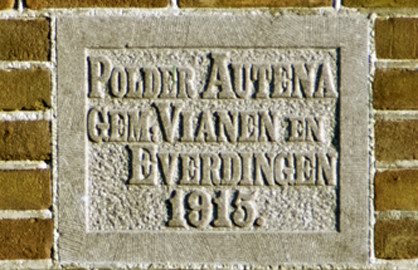 POLDER AUTENA
GEM. VIANEN EN
EVERDINGEN
1915.